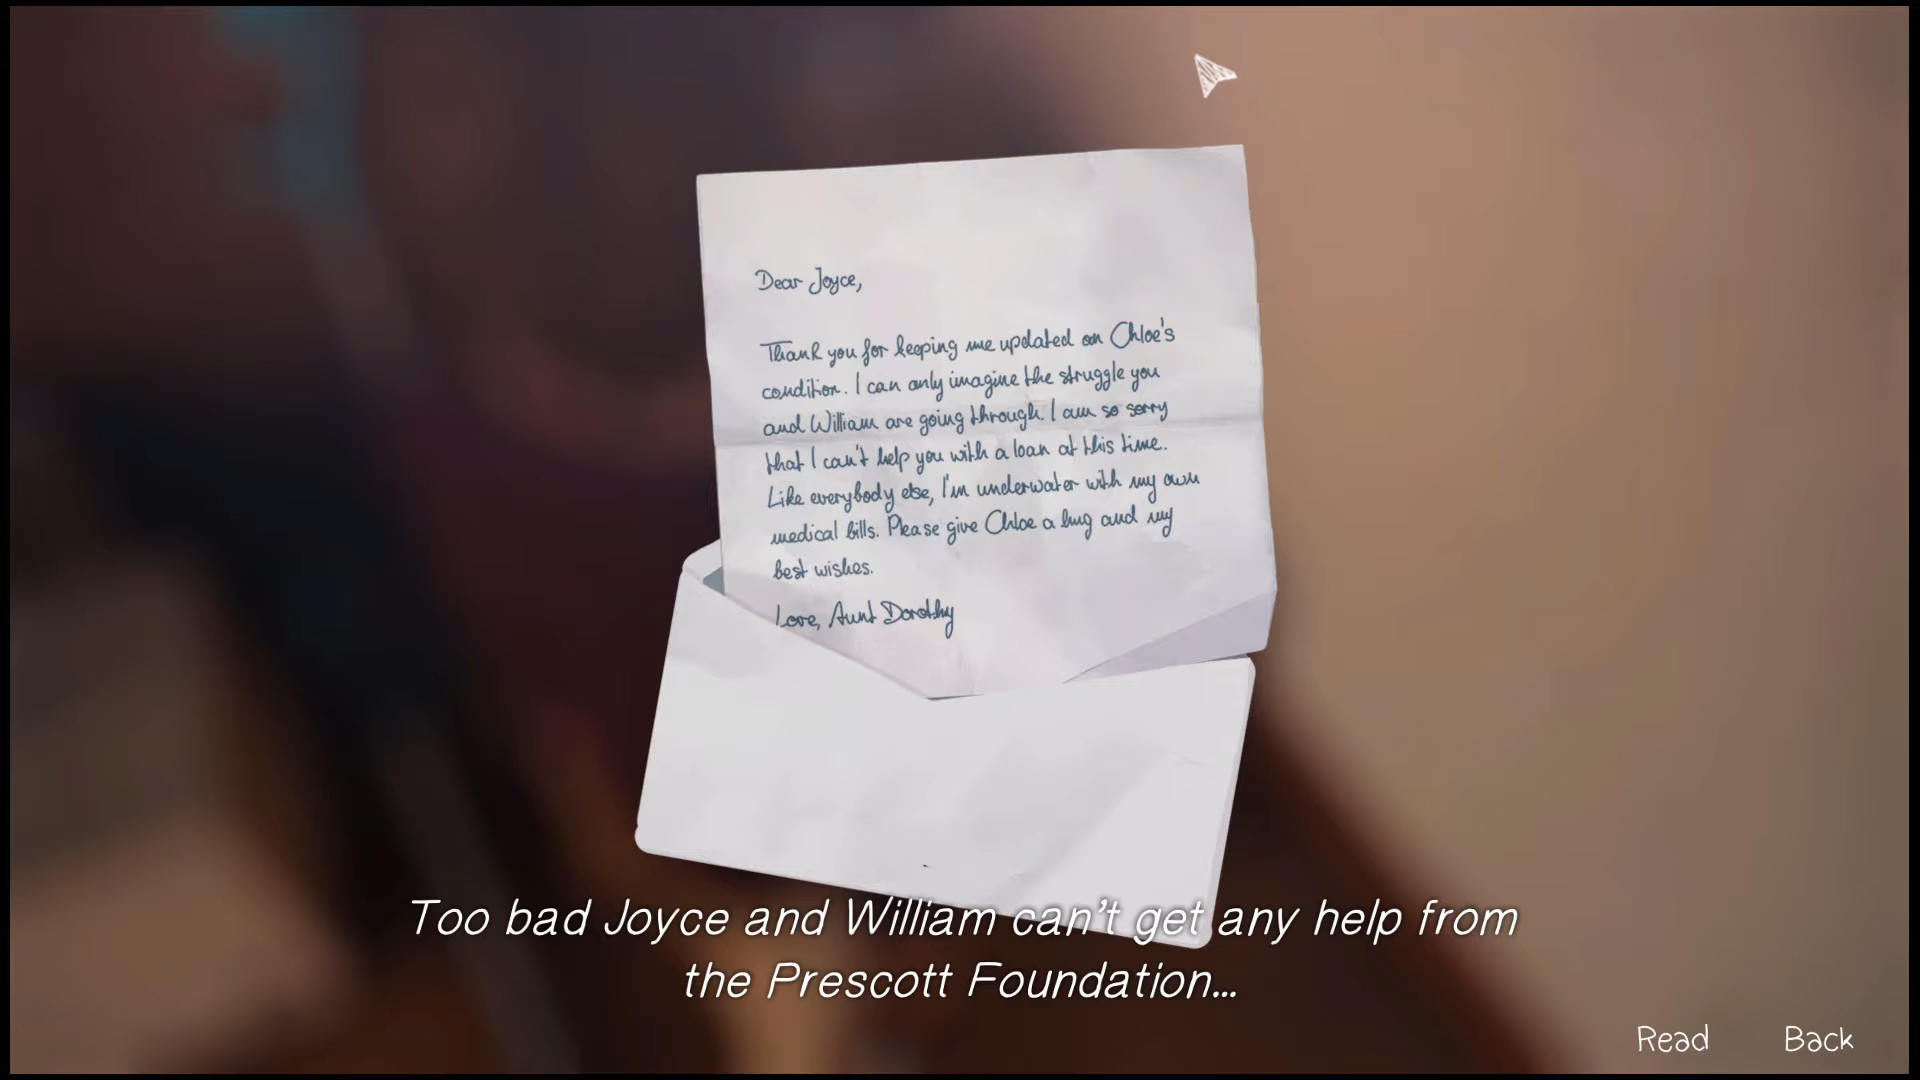 Dear Joyce,
Thank you for keeping me updated on Chloe's
condition. I can only imagine the struggle you
and William are going through. I am so sorry
that I can't help you with a loan at this time.
Like everybody else, I'm underwater with my own
medical bills. Please give Chloe a hug and my
best wishes.
Love, Aunt Dorothy
Too bad Joyce and William can't get any help from
the Prescott Foundation...
Read Back